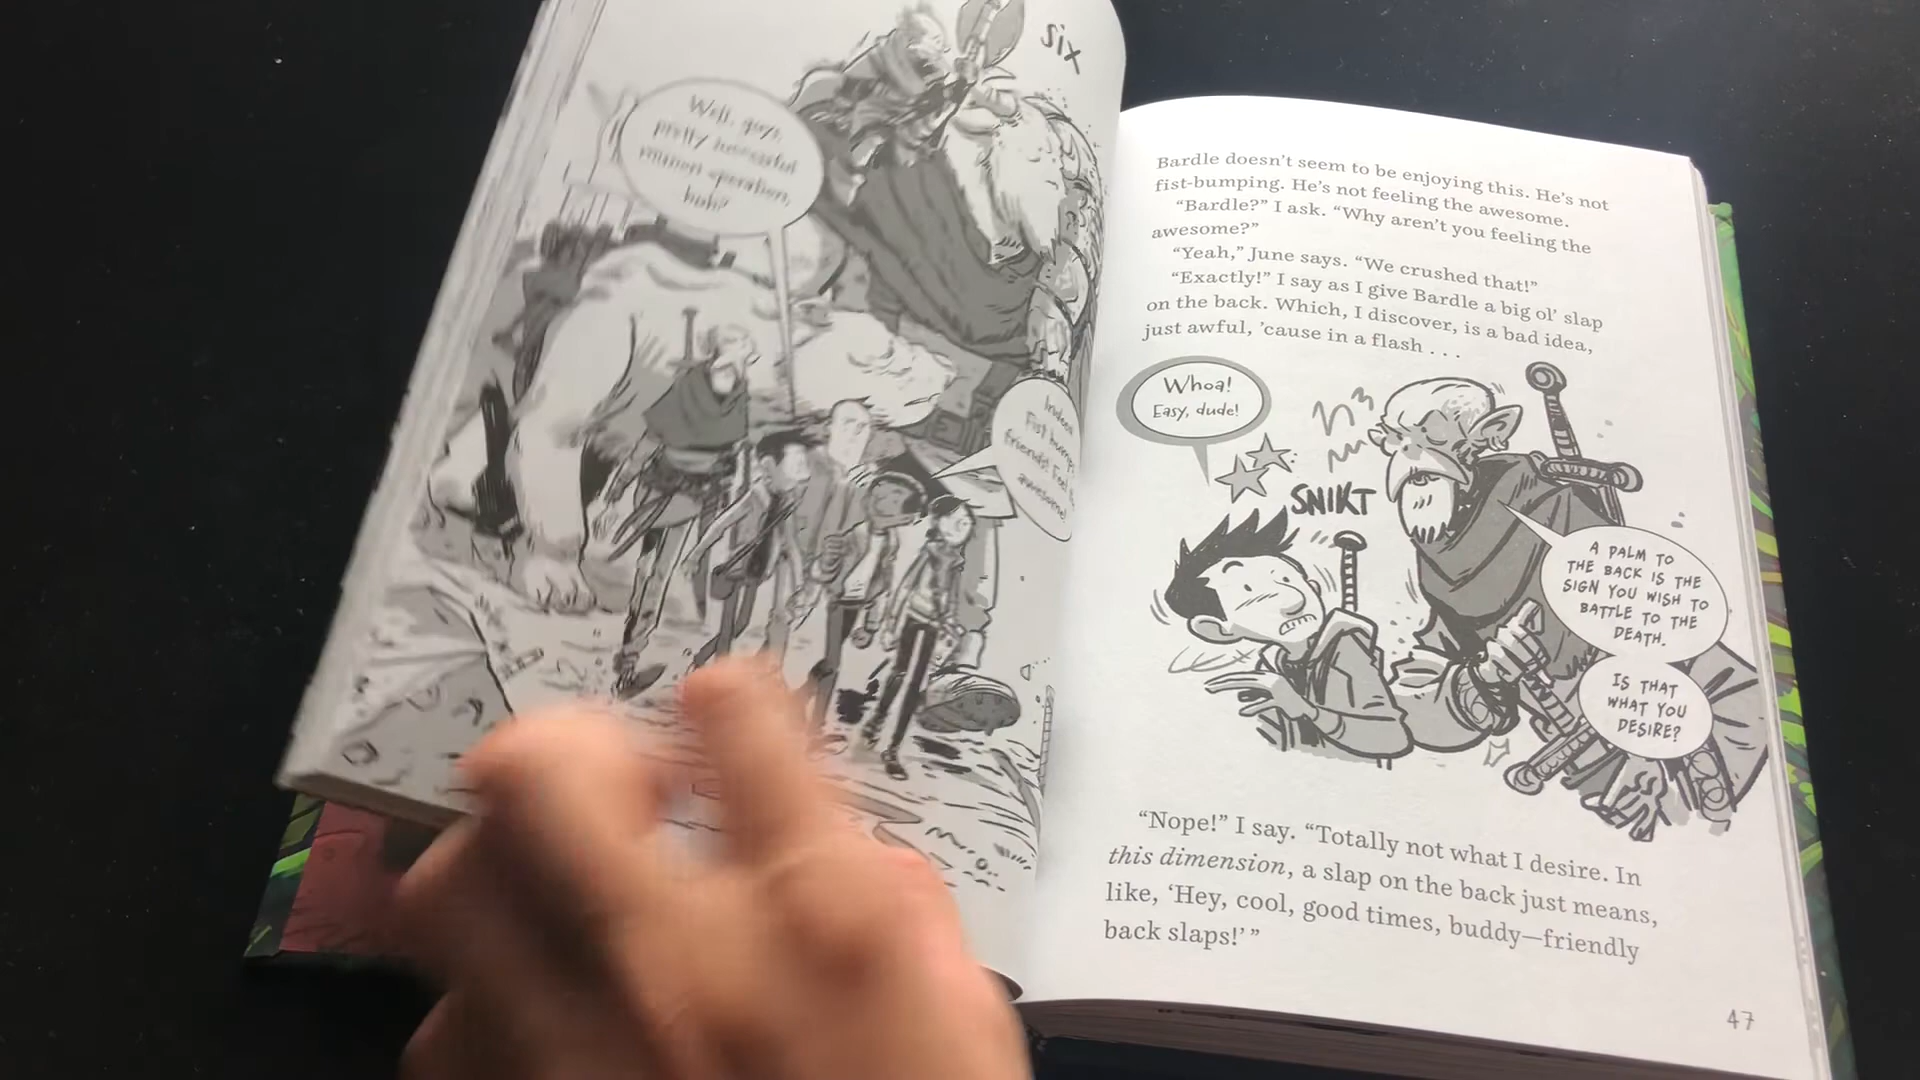 six
Well, guys,
pretty successful
mission operation,
huh?
Fist bump,
friends! Feel
awesome!
Bardle doesn’t seem to be enjoying this. He’s not
fist-bumping. He’s not feeling the awesome.
“Bardle?” I ask. “Why aren’t you feeling the
awesome?”
“Yeah,” June says. “We crushed that!”
“Exactly!” I say as I give Bardle a big ol’ slap
on the back. Which, I discover, is a bad idea,
just awful, ’cause in a flash . . .
Whoa!
Easy, dude!
SNIKT
A PALM TO
THE BACK IS THE
SIGN YOU WISH TO
BATTLE TO THE
DEATH.
IS THAT
WHAT YOU
DESIRE?
“Nope!” I say. “Totally not what I desire. In
this dimension, a slap on the back just means,
like, ‘Hey, cool, good times, buddy—friendly
back slaps!’ ”
47